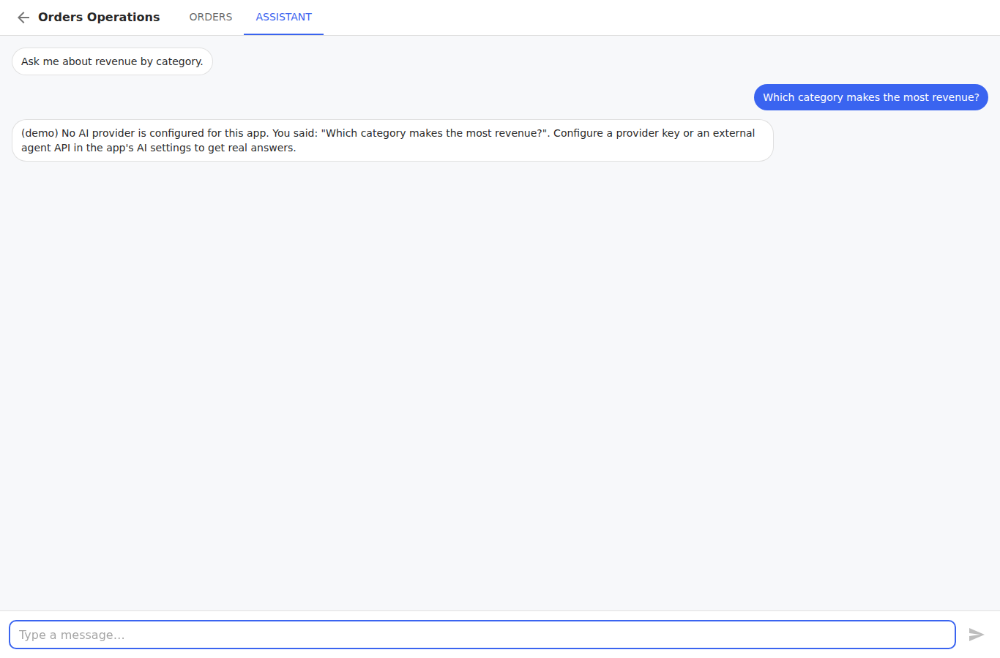 Orders Operations
ORDERS
ASSISTANT
Ask me about revenue by category.
Which category makes the most revenue?
(demo) No AI provider is configured for this app. You said: "Which category makes the most revenue?". Configure a provider key or an external
agent API in the app's AI settings to get real answers.
Type a message...